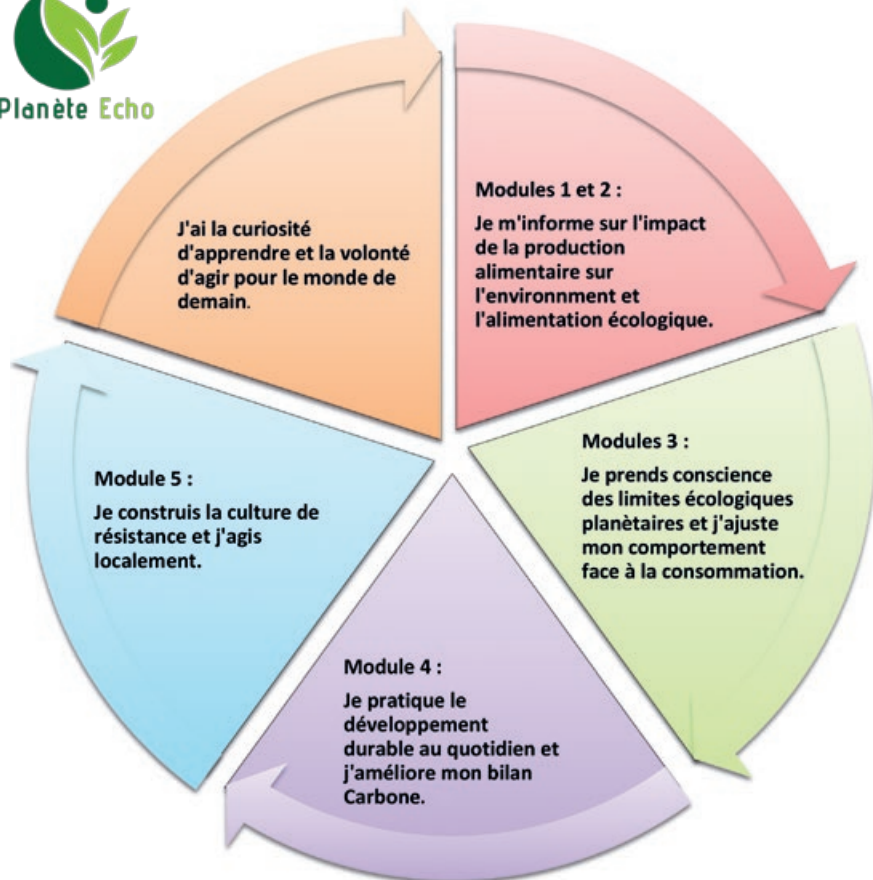 Planète Echo
J'ai la curiosité
d'apprendre et la volonté
d'agir pour le monde de
demain.
Modules 1 et 2 :
Je m'informe sur l'impact
de la production
alimentaire sur
l'environnment et
l'alimentation écologique.
Modules 3 :
Je prends conscience
des limites écologiques
planètaires et j'ajuste
mon comportement
face à la consommation.
Module 4 :
Je pratique le
développement
durable au quotidien et
j'améliore mon bilan
Carbone.
Module 5 :
Je construis la culture de
résistance et j'agis
localement.